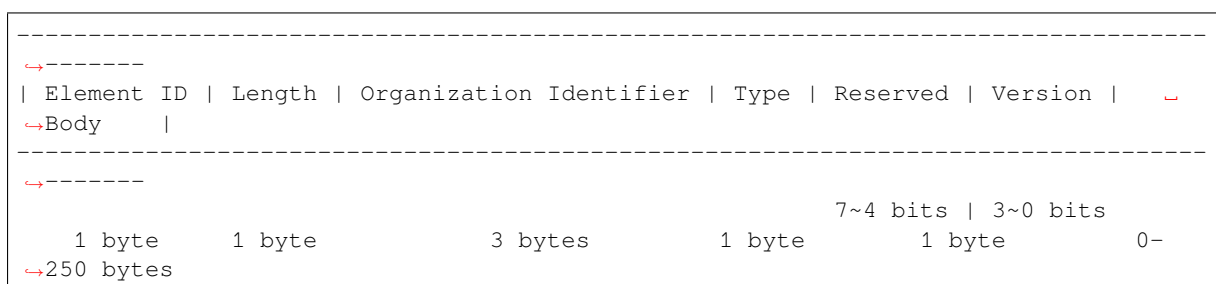 -----------------------------------------------------------------------------------
↪-------
| Element ID | Length | Organization Identifier | Type | Reserved | Version |   ␣
↪Body    |
-----------------------------------------------------------------------------------
↪-------
                                                         7~4 bits | 3~0 bits
    1 byte     1 byte            3 bytes         1 byte        1 byte         0-
↪250 bytes